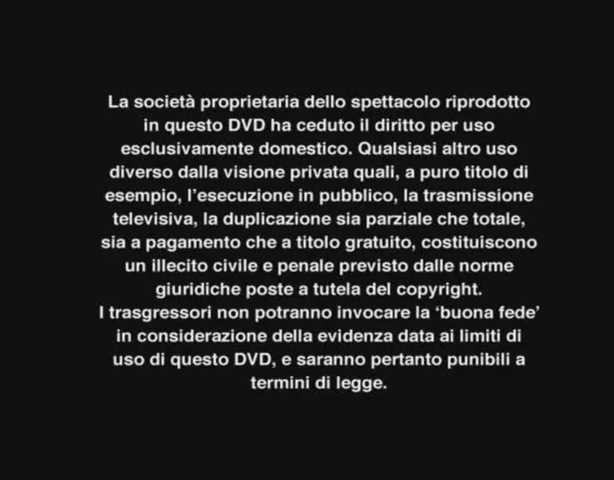 La società proprietaria dello spettacolo riprodotto
in questo DVD ha ceduto il diritto per uso
esclusivamente domestico. Qualsiasi altro uso
diverso dalla visione privata quali, a puro titolo di
esempio, l'esecuzione in pubblico, la trasmissione
televisiva, la duplicazione sia parziale che totale,
sia a pagamento che a titolo gratuito, costituiscono
un illecito civile e penale previsto dalle norme
giuridiche poste a tutela del copyright.
I trasgressori non potranno invocare la ‘buona fede’
in considerazione della evidenza data ai limiti di
uso di questo DVD, e saranno pertanto punibili a
termini di legge.